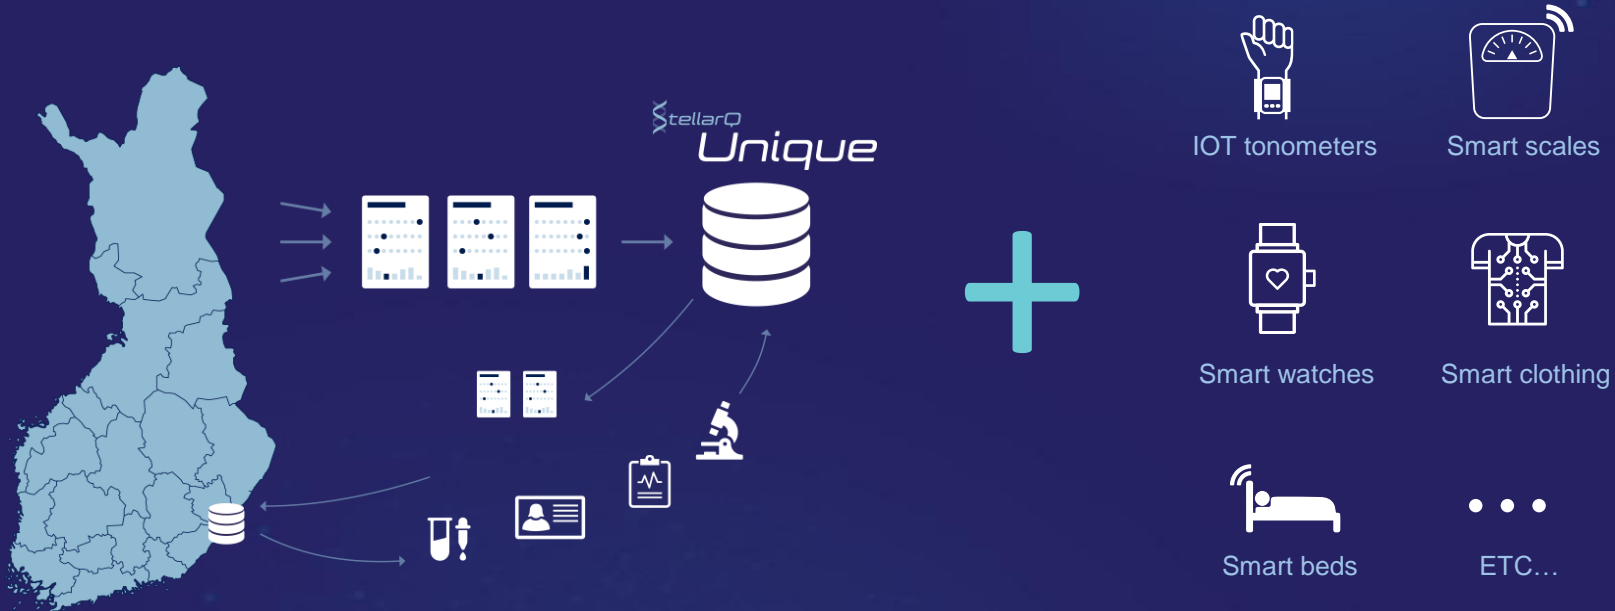 StellarQ
Unique
IOT tonometers
Smart scales
Smart watches
Smart clothing
Smart beds
ETC...